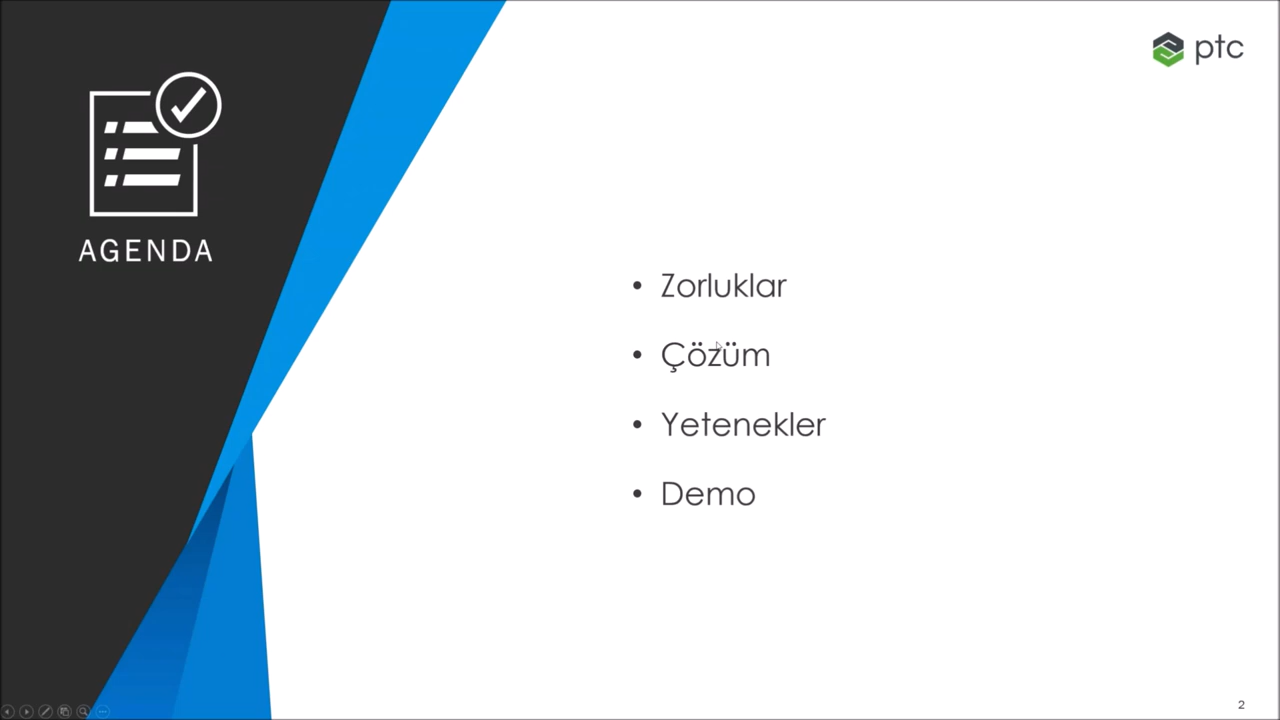 ptc
AGENDA
• Zorluklar
• Çözüm
• Yetenekler
• Demo
2